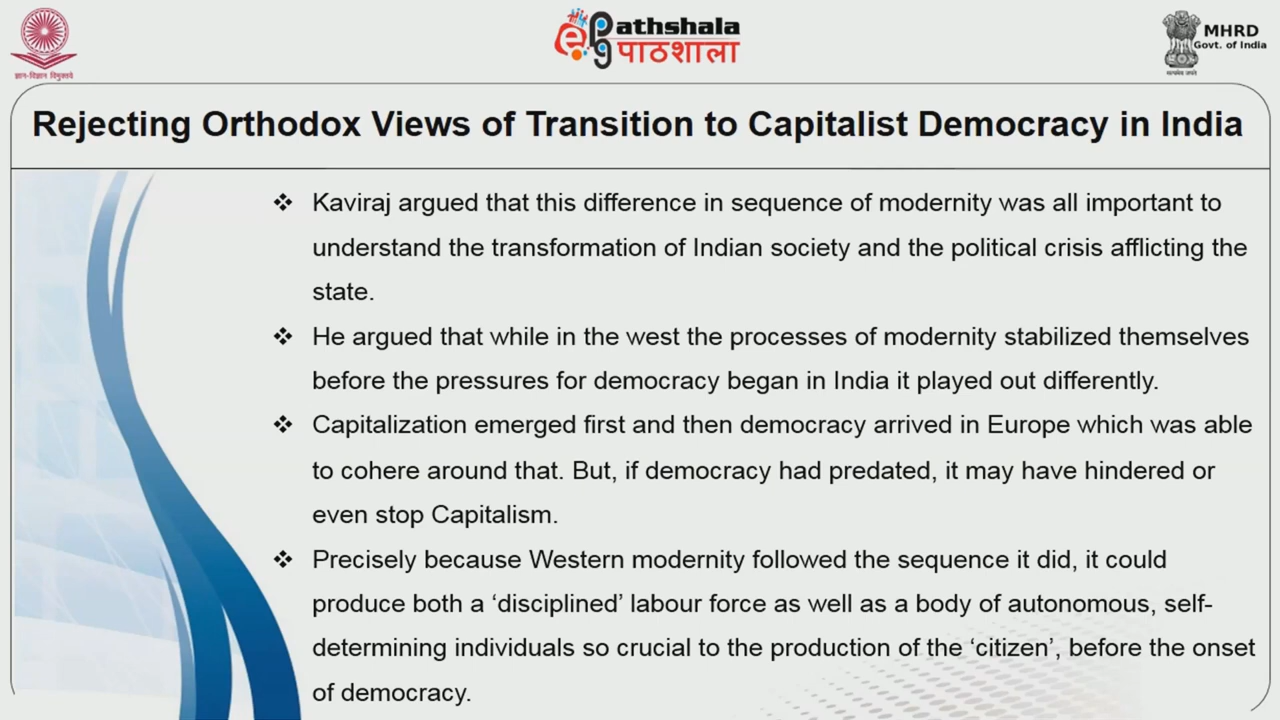 ज्ञान-विज्ञान विमुक्तये
ePathshala
पाठशाला
MHRD
Govt. of India
सत्यमेव जयते
Rejecting Orthodox Views of Transition to Capitalist Democracy in India
❖ Kaviraj argued that this difference in sequence of modernity was all important to
understand the transformation of Indian society and the political crisis afflicting the
state.
❖ He argued that while in the west the processes of modernity stabilized themselves
before the pressures for democracy began in India it played out differently.
❖ Capitalization emerged first and then democracy arrived in Europe which was able
to cohere around that. But, if democracy had predated, it may have hindered or
even stop Capitalism.
❖ Precisely because Western modernity followed the sequence it did, it could
produce both a ‘disciplined’ labour force as well as a body of autonomous, self-
determining individuals so crucial to the production of the ‘citizen’, before the onset
of democracy.